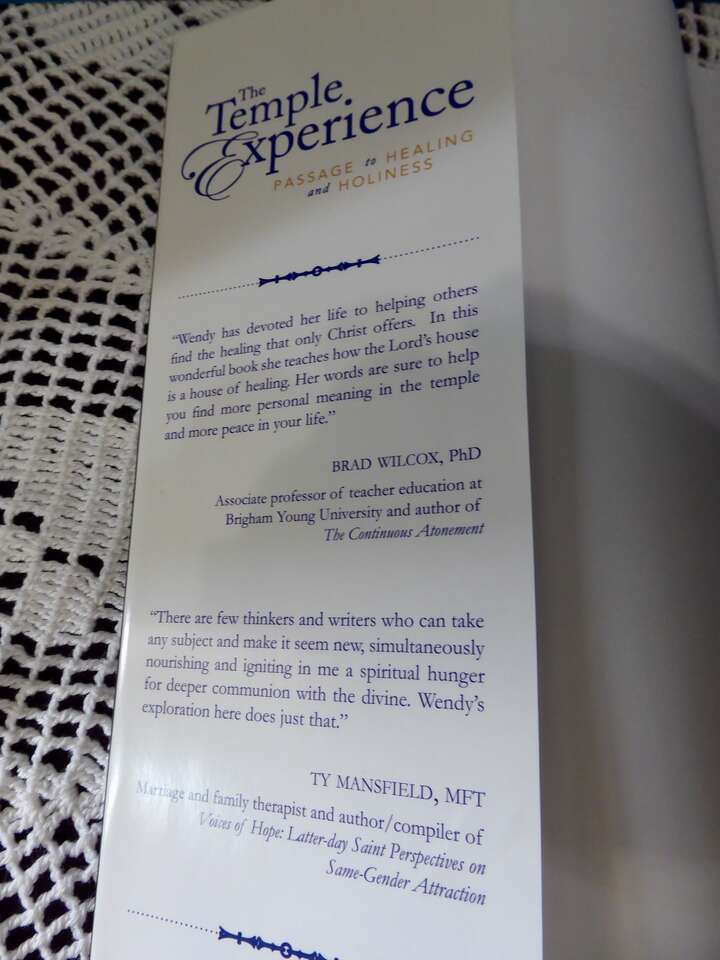 The
Temple
Experience
PASSAGE to HEALING
and HOLINESS
“Wendy has devoted her life to helping others
find the healing that only Christ offers. In this
wonderful book she teaches how the Lord’s house
is a house of healing. Her words are sure to help
you find more personal meaning in the temple
and more peace in your life.”
BRAD WILCOX, PhD
Associate professor of teacher education at
Brigham Young University and author of
The Continuous Atonement
“There are few thinkers and writers who can take
any subject and make it seem new, simultaneously
nourishing and igniting in me a spiritual hunger
for deeper communion with the divine. Wendy’s
exploration here does just that.”
TY MANSFIELD, MFT
Marriage and family therapist and author/compiler of
Voices of Hope: Latter-day Saint Perspectives on
Same-Gender Attraction